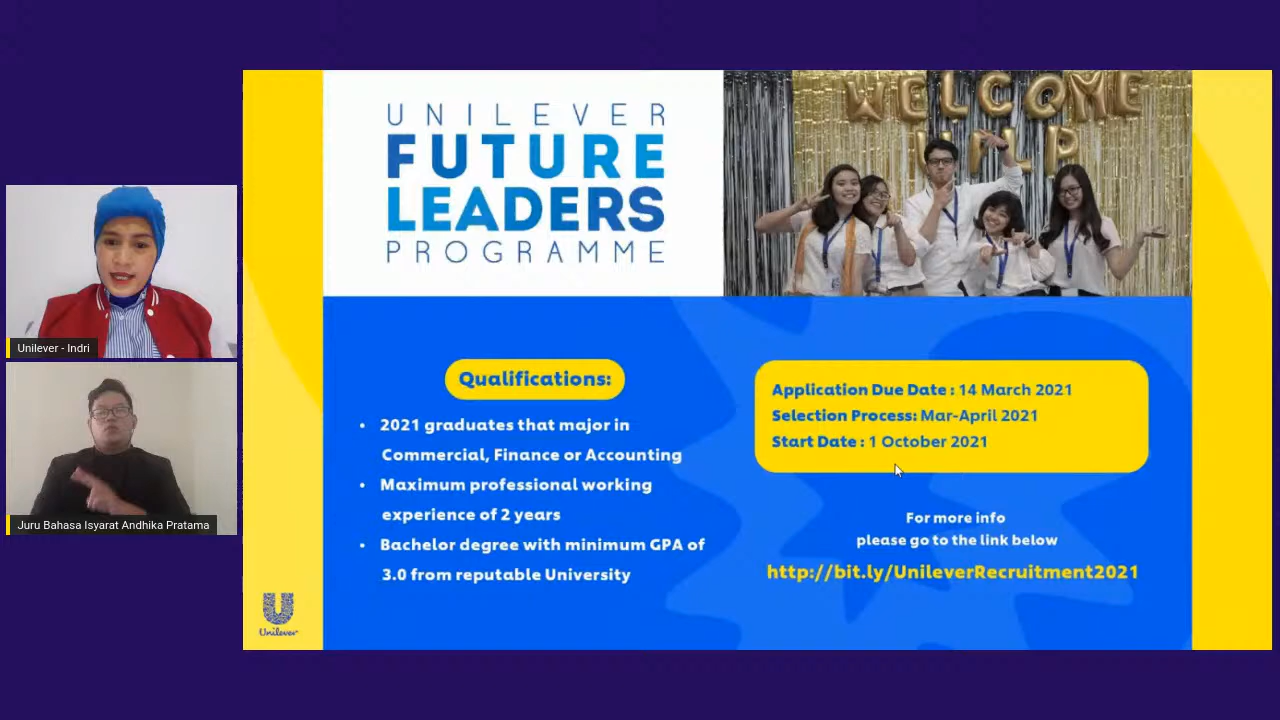 UNILEVER
FUTURE
LEADERS
PROGRAMME
WELCOME
UFLP
Unilever - Indri
Juru Bahasa Isyarat Andhika Pratama
Qualifications:
• 2021 graduates that major in
Commercial, Finance or Accounting
• Maximum professional working
experience of 2 years
• Bachelor degree with minimum GPA of
3.0 from reputable University
Application Due Date : 14 March 2021
Selection Process: Mar-April 2021
Start Date : 1 October 2021
For more info
please go to the link below
http://bit.ly/UnileverRecruitment2021
Unilever